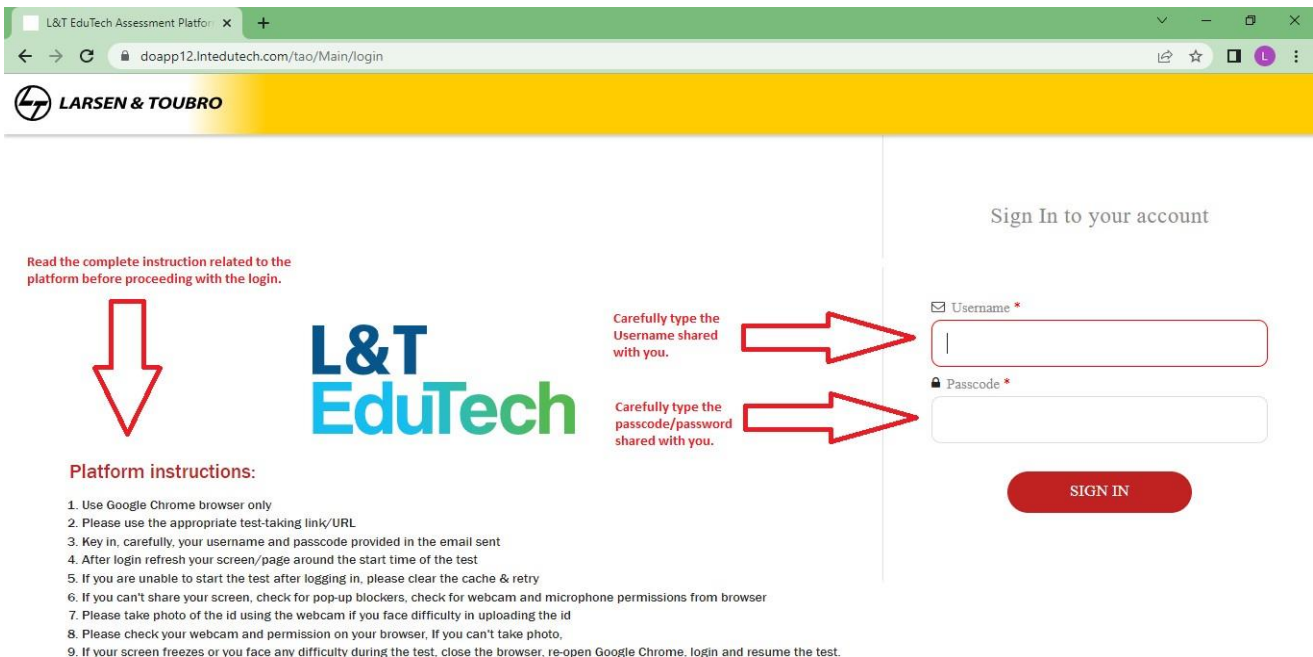 L&T EduTech Assessment Platfor
doapp12.lntedutech.com/tao/Main/login
L
LARSEN & TOUBRO
Sign In to your account
Read the complete instruction related to the
platform before proceeding with the login.
Username *
Carefully type the
Username shared
with you.
L&T
EduTech
Passcode *
Carefully type the
passcode/password
shared with you.
SIGN IN
Platform instructions:
1. Use Google Chrome browser only
2. Please use the appropriate test-taking link/URL
3. Key in, carefully, your username and passcode provided in the email sent
4. After login refresh your screen/page around the start time of the test
5. If you are unable to start the test after logging in, please clear the cache & retry
6. If you can't share your screen, check for pop-up blockers, check for webcam and microphone permissions from browser
7. Please take photo of the id using the webcam if you face difficulty in uploading the id
8. Please check your webcam and permission on your browser, If you can't take photo,
9. If your screen freezes or you face any difficulty during the test, close the browser, re-open Google Chrome, login and resume the test.